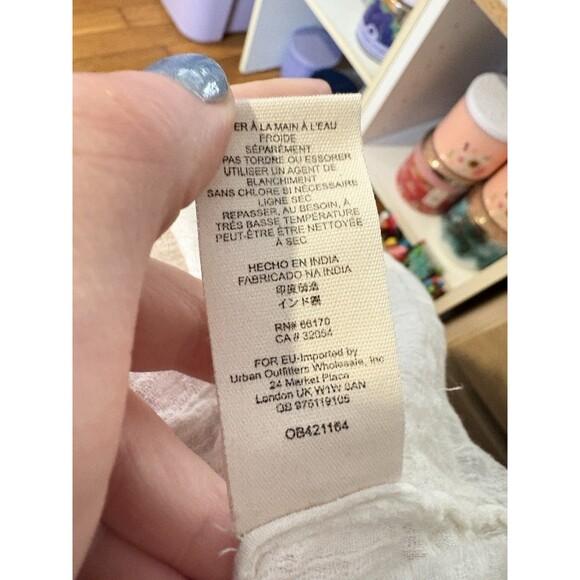 ER À LA MAIN À L'EAU
FROIDE
SÉPARÉMENT
PAS TORDRE OU ESSORER
UTILISER UN AGENT DE
BLANCHIMENT
SANS CHLORE SI NÉCESSAIRE
LIGNE SEC
REPASSER, AU BESOIN, À
TRÈS BASSE TEMPÉRATURE
PEUT-ÊTRE ÊTRE NETTOYÉE
À SEC
HECHO EN INDIA
FABRICADO NA INDIA
印度製造
インド製
RN# 66170
CA# 32054
FOR EU-Imported by
Urban Outfitters Wholesale, Inc
24 Market Place
London UK W1W 8AN
GB 975119105
OB421164